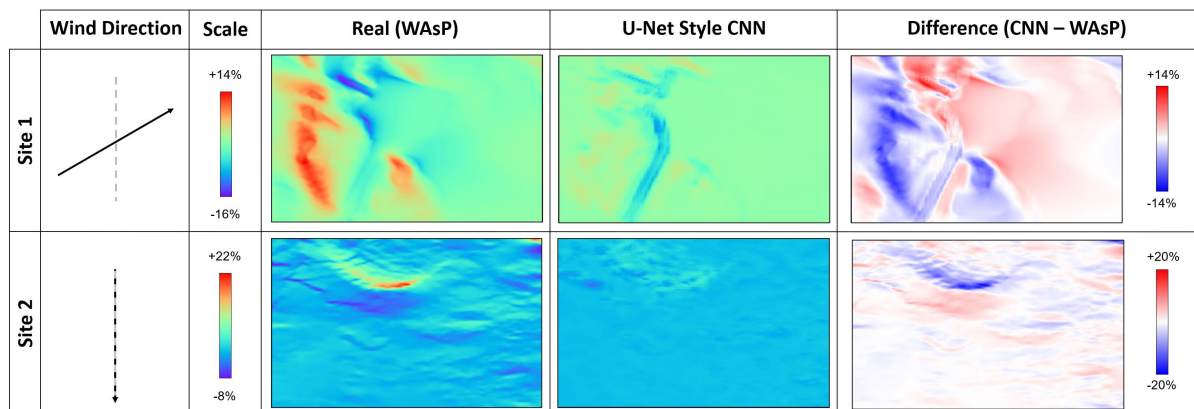 Wind Direction Scale Real (WAsP) U-Net Style CNN Difference (CNN – WAsP)
Site 1
+14%
-16%
+14%
-14%
Site 2
+22%
-8%
+20%
-20%